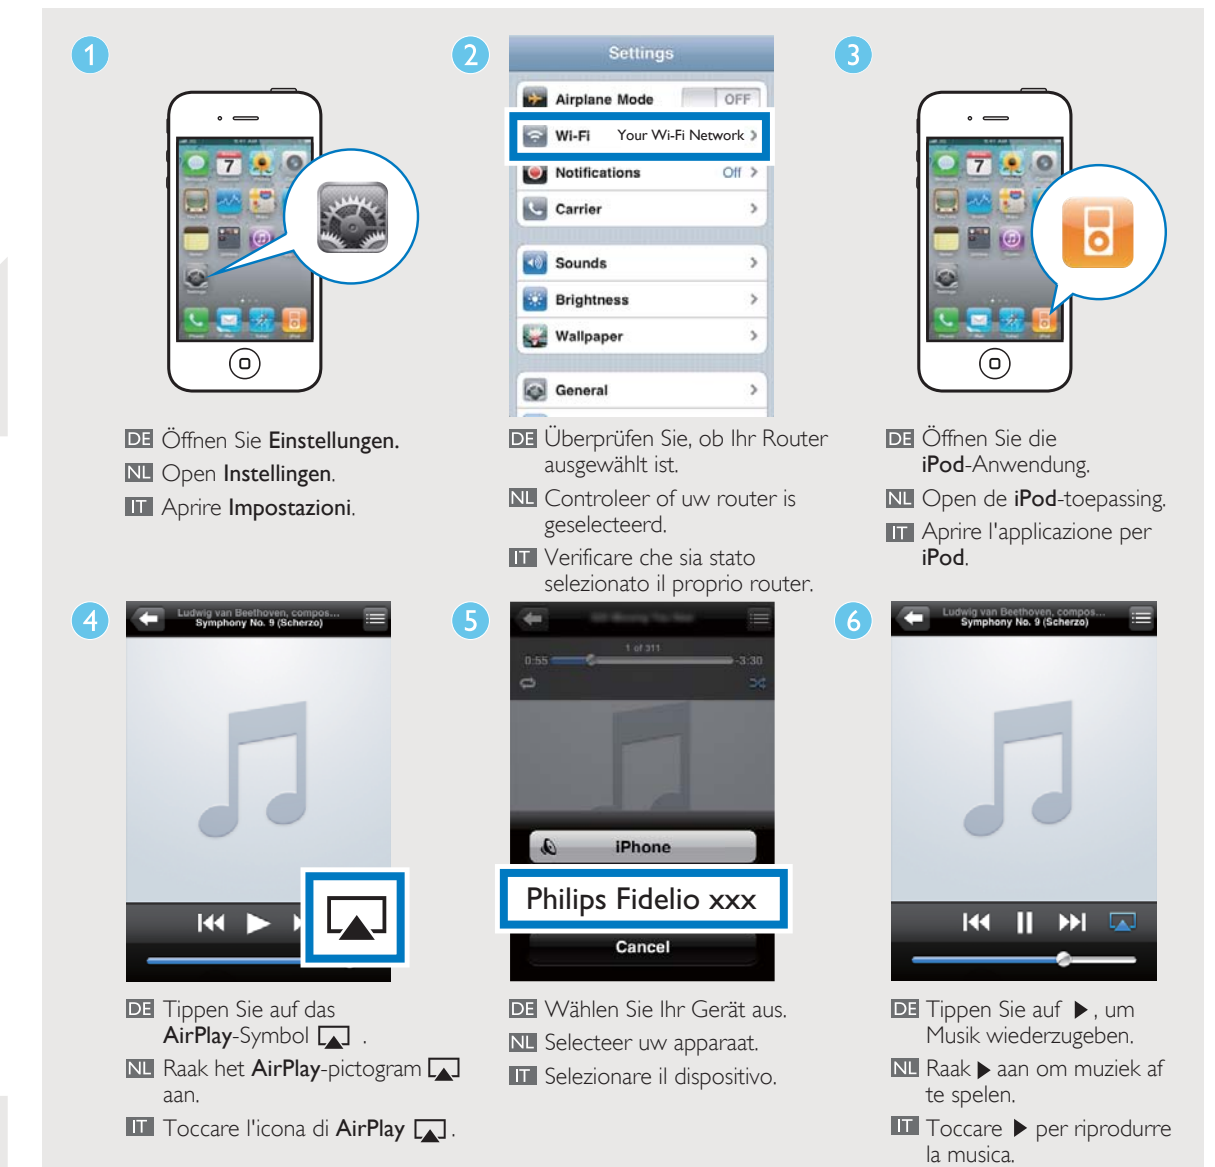 1
DE Öffnen Sie Einstellungen.
NL Open Instellingen.
IT Aprire Impostazioni.
2
Settings
Airplane Mode OFF
Wi-Fi Your Wi-Fi Network
Notifications Off
Carrier
Sounds
Brightness
Wallpaper
General
DE Überprüfen Sie, ob Ihr Router
ausgewählt ist.
NL Controleer of uw router is
geselecteerd.
IT Verificare che sia stato
selezionato il proprio router.
3
7
DE Öffnen Sie die
iPod-Anwendung.
NL Open de iPod-toepassing.
IT Aprire l'applicazione per
iPod.
4
Ludwig van Beethoven, compos...
Symphony No. 9 (Scherzo)
DE Tippen Sie auf das
AirPlay-Symbol .
NL Raak het AirPlay-pictogram
aan.
IT Toccare l'icona di AirPlay .
5
1 of 311
0:55 -3:30
iPhone
Philips Fidelio xxx
Cancel
DE Wählen Sie Ihr Gerät aus.
NL Selecteer uw apparaat.
IT Selezionare il dispositivo.
6
Ludwig van Beethoven, compos...
Symphony No. 9 (Scherzo)
DE Tippen Sie auf ▶, um
Musik wiederzugeben.
NL Raak ▶ aan om muziek af
te spelen.
IT Toccare ▶ per riprodurre
la musica.